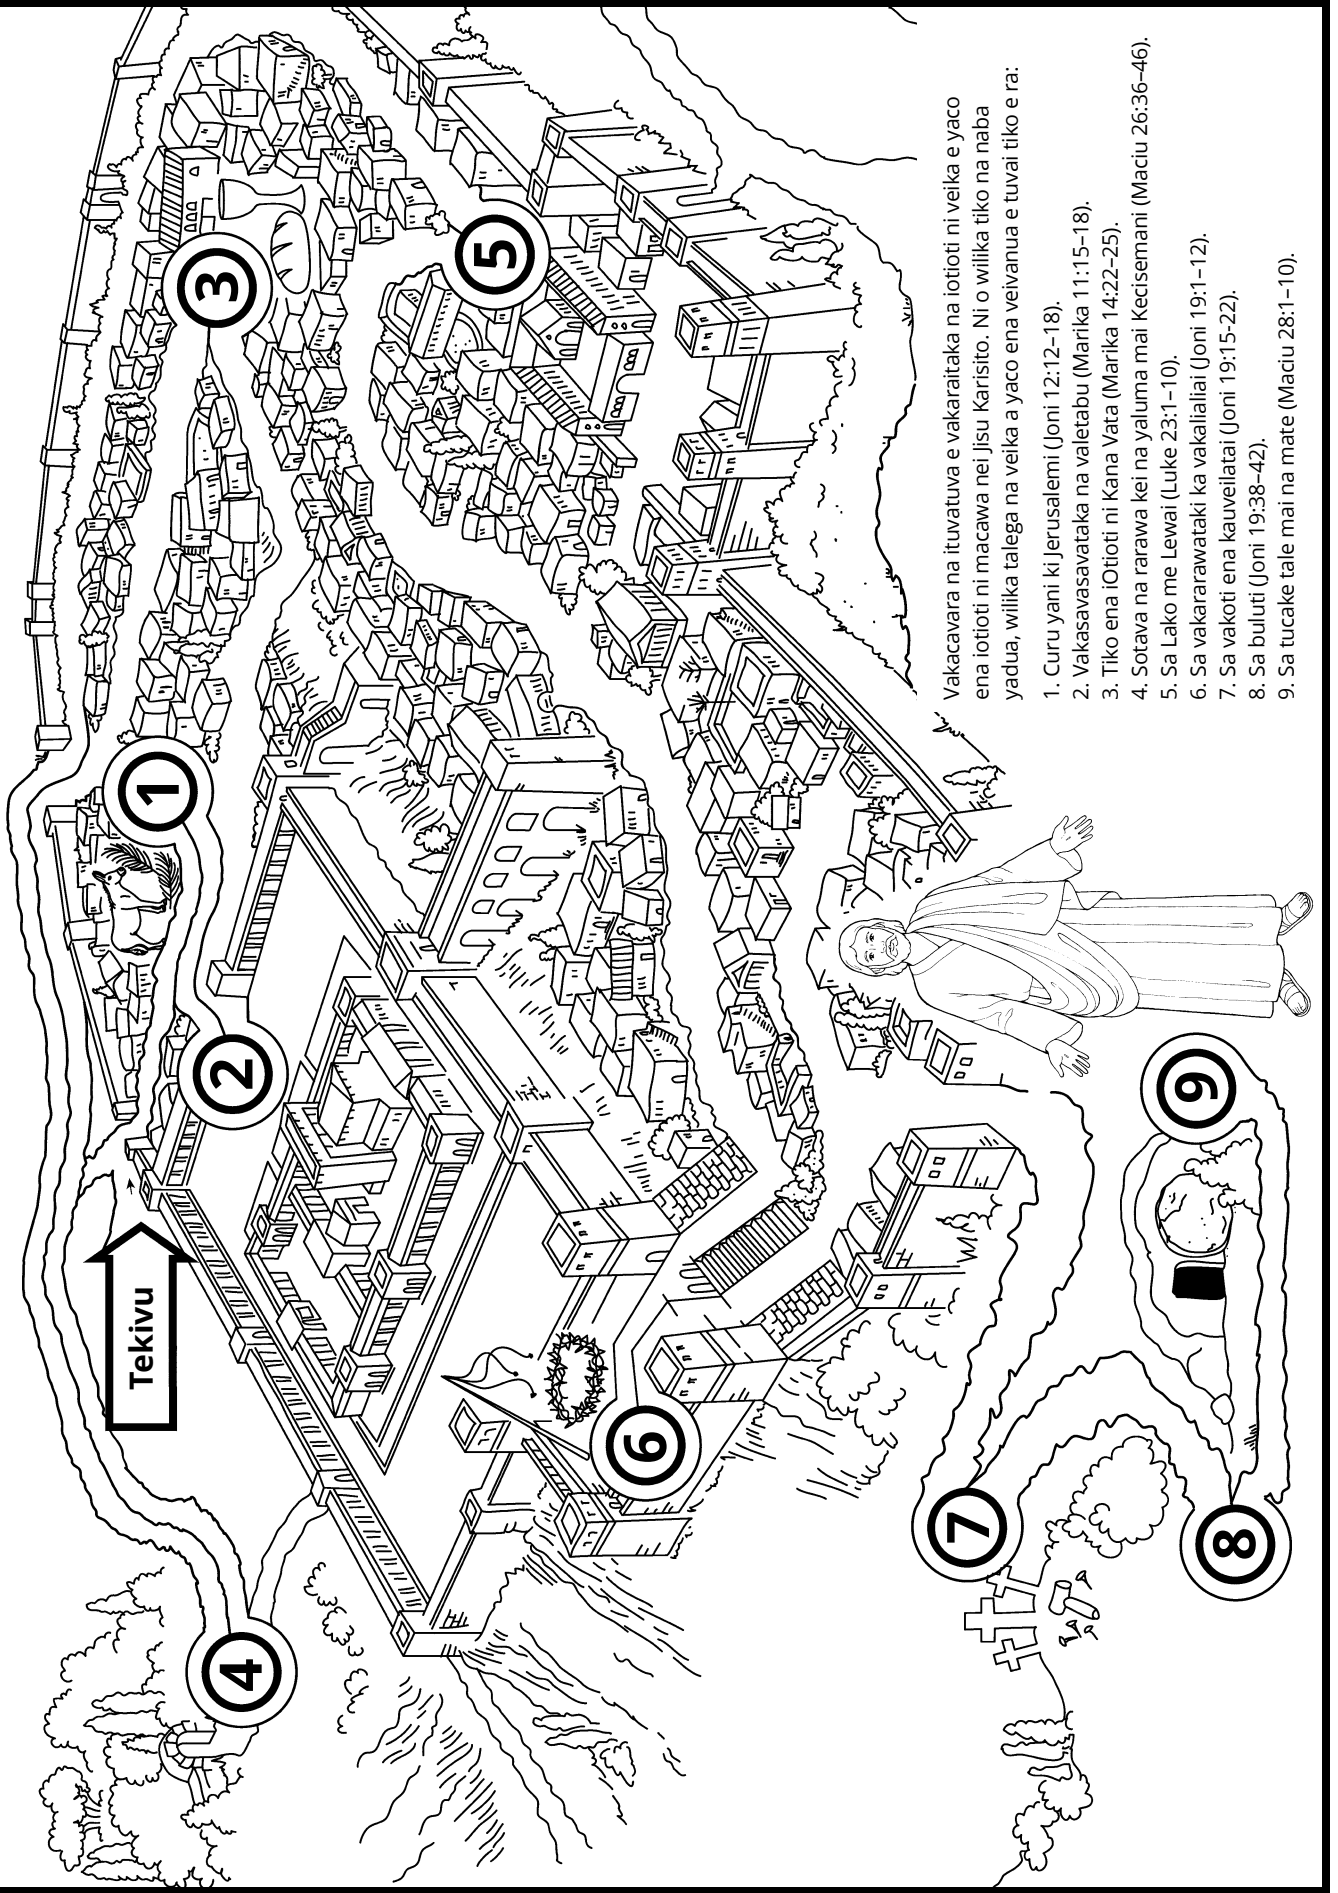 Tekivu
1
2
3
4
5
6
7
8
9
Vakacavara na ituvatuva e vakaraitaka na iotioti ni veika e yaco
ena iotioti ni macawa nei Jisu Karisito. Ni o wilika tiko na naba
yadua, wilika talega na veika a yaco ena veivanua e tuvai tiko e ra:
1. Curu yani ki Jerusalemi (Joni 12:12–18).
2. Vakasavasavataka na valetabu (Marika 11:15–18).
3. Tiko ena iOtioti ni Kana Vata (Marika 14:22–25).
4. Sotava na rarawa kei na yaluma mai Kecisemani (Maciu 26:36–46).
5. Sa Lako me Lewai (Luke 23:1–10).
6. Sa vakararawataki ka vakalialiai (Joni 19:1–12).
7. Sa vakoti ena kauveilatai (Joni 19:15-22).
8. Sa buluti (Joni 19:38–42).
9. Sa tucake tale mai na mate (Maciu 28:1–10).